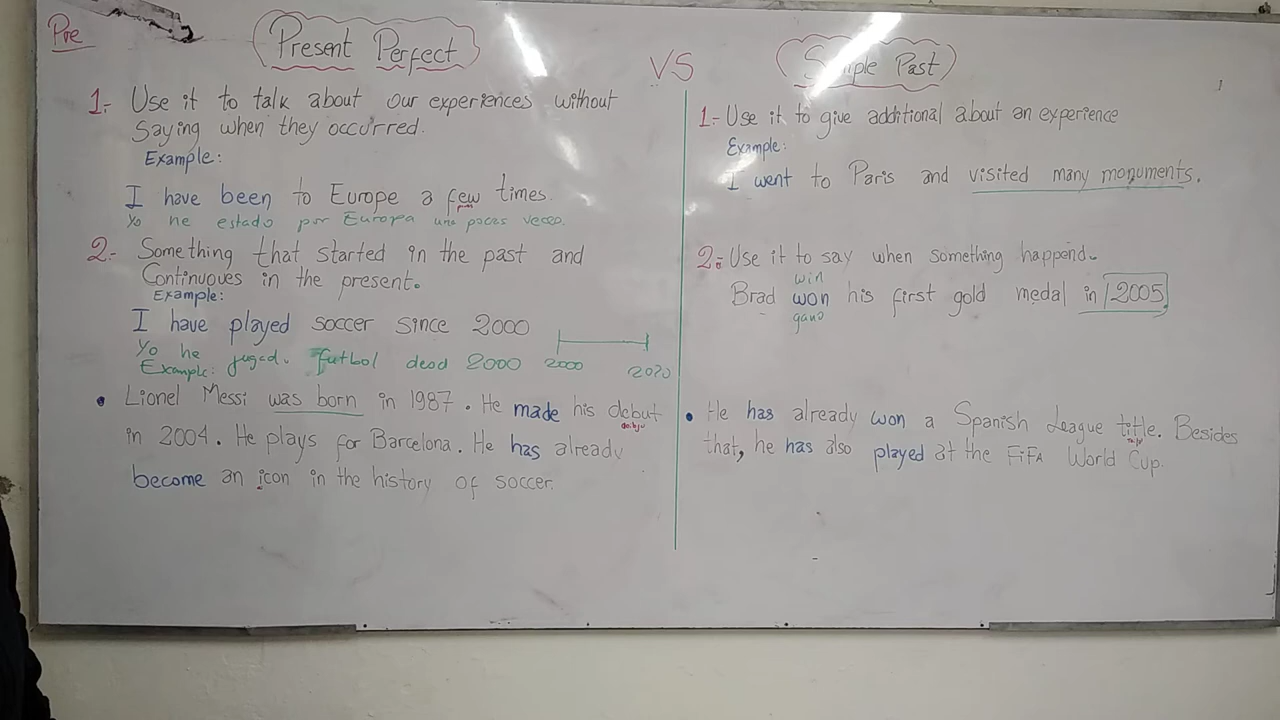 Pre
Present Perfect
VS
1.- Use it to talk about our experiences without
saying when they occurred.
Example:
I have been to Europe a few times.
Yo he estado por Europa una pocas veces.
2.- Something that started in the past and
Continuoues in the present.
Example:
I have played soccer since 2000
Yo he jugado futbol desd 2000
2000
2020
Example:
• Lionel Messi was born in 1987. He made his debut
in 2004. He plays for Barcelona. He has already
become an icon in the history of soccer.
Simple Past
1.- Use it to give additional about an experience
Example:
I went to Paris and visited many monuments.
2.- Use it to say when something happend.
win
Brad won his first gold medal in 2005
gano
• He has already won a Spanish League title. Besides
that, he has also played at the FiFA World Cup.